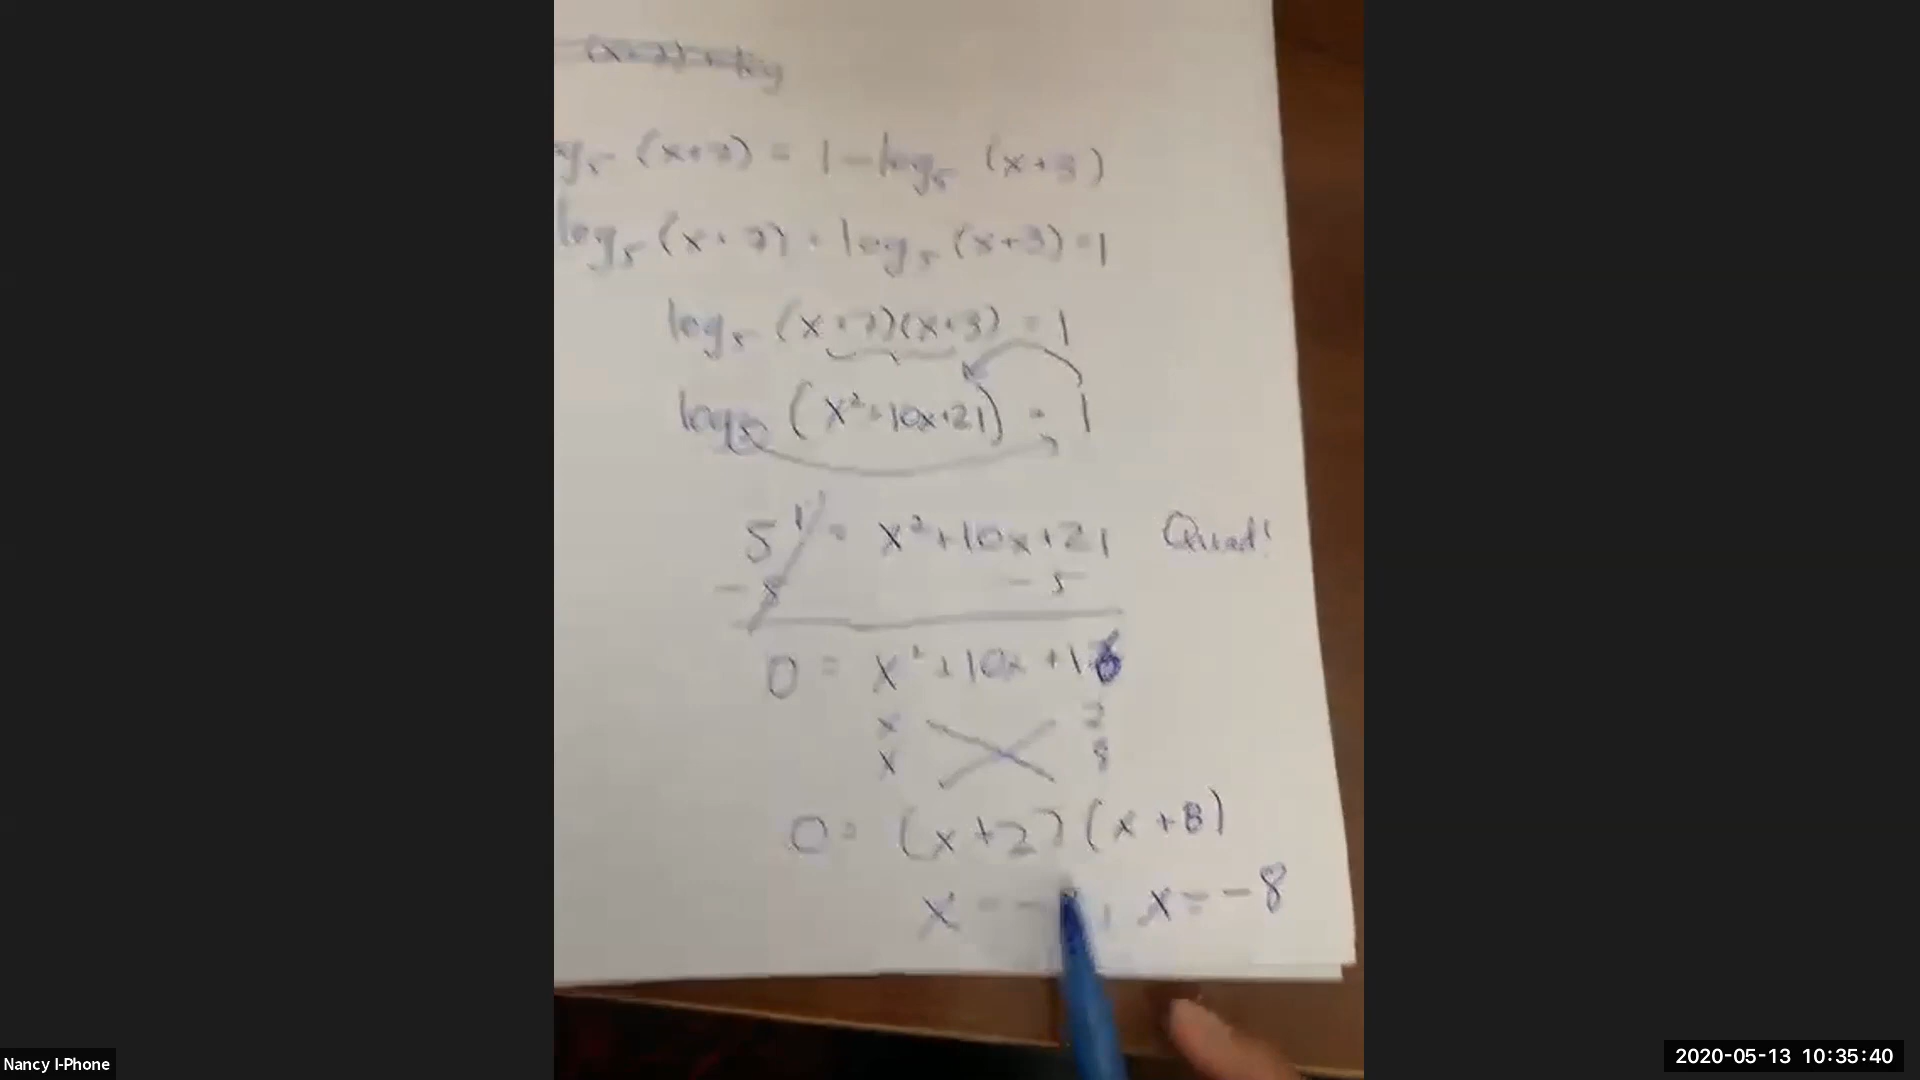 (x+7) = 1 - log₅ (x+3)
log₅ (x+7) + log₅ (x+3) = 1
log₅ (x+7)(x+3) = 1
log₅ (x²+10x+21) = 1
5¹ = x²+10x+21 Quad!
- 5 - 5
0 = x²+10x+16
x 2
x 8
0 = (x+2)(x+8)
x = - , x = -8
Nancy I-Phone
2020-05-13 10:35:40